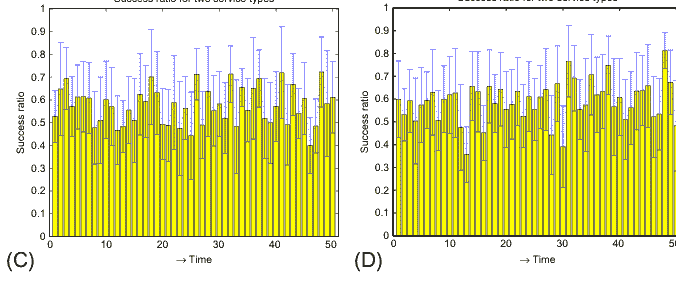 Success ratio for two service types Success ratio for two service types
1 1
0.9 0.9
0.8 0.8
0.7 0.7
0.6 0.6
0.5 0.5
0.4 0.4
0.3 0.3
0.2 0.2
0.1 0.1
0 0
Success ratio Success ratio
0 10 20 30 40 50 0 10 20 30 40 50
(C) → Time (D) → Time